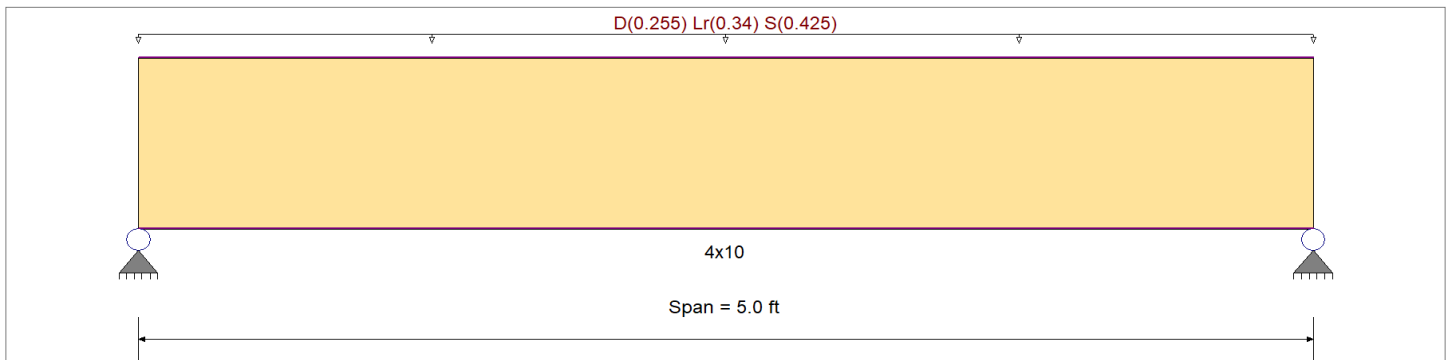 D(0.255) Lr(0.34) S(0.425)
4x10
Span = 5.0 ft